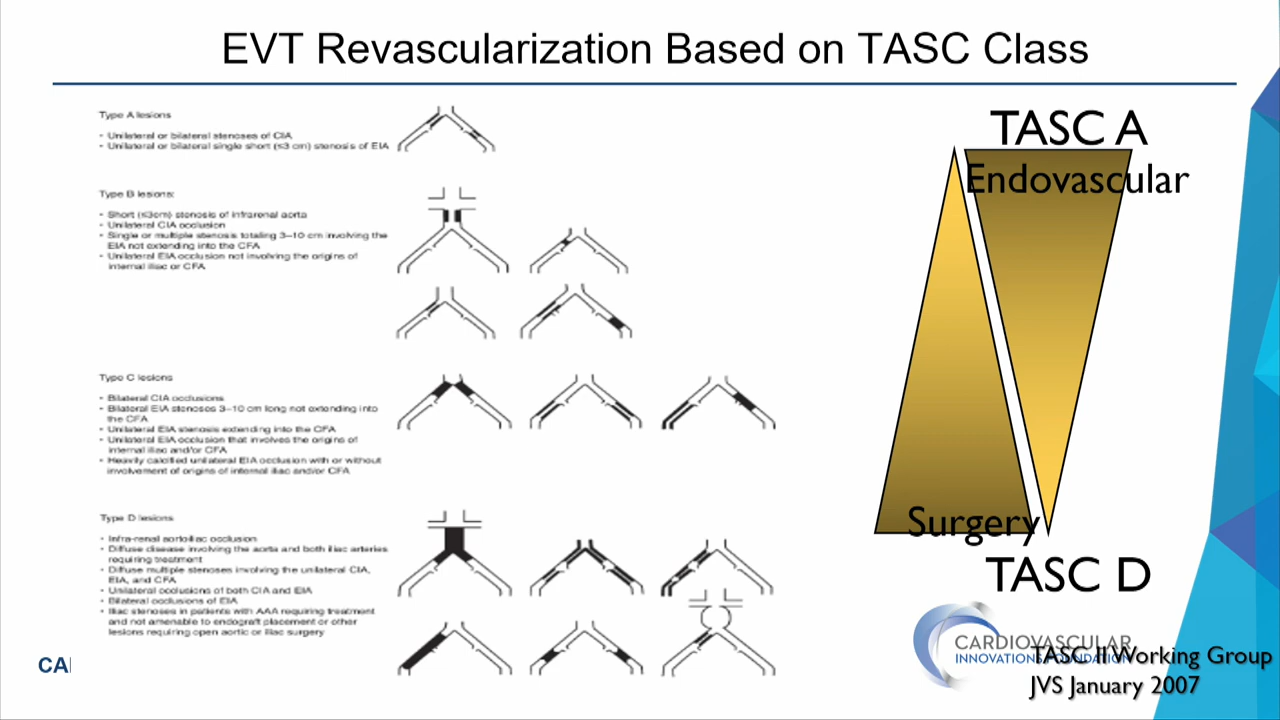 EVT Revascularization Based on TASC Class
Type A lesions
• Unilateral or bilateral stenoses of CIA
• Unilateral or bilateral single short (≤3 cm) stenosis of EIA
Type B lesions:
• Short (≤3cm) stenosis of infrarenal aorta
• Unilateral CIA occlusion
• Single or multiple stenosis totaling 3–10 cm involving the
EIA not extending into the CFA
• Unilateral EIA occlusion not involving the origins of
internal iliac or CFA
Type C lesions
• Bilateral CIA occlusions
• Bilateral EIA stenoses 3–10 cm long not extending into
the CFA
• Unilateral EIA stenosis extending into the CFA
• Unilateral EIA occlusion that involves the origins of
internal iliac and/or CFA
• Heavily calcified unilateral EIA occlusion with or without
involvement of origins of internal iliac and/or CFA
Type D lesions
• Infra-renal aortoiliac occlusion
• Diffuse disease involving the aorta and both iliac arteries
requiring treatment
• Diffuse multiple stenoses involving the unilateral CIA,
EIA, and CFA
• Unilateral occlusions of both CIA and EIA
• Bilateral occlusions of EIA
• Iliac stenoses in patients with AAA requiring treatment
and not amenable to endograft placement or other
lesions requiring open aortic or iliac surgery
TASC A
Endovascular
Surgery
TASC D
CARDIOVASCULAR
INNOVATIONS FOUNDATION
TASC II Working Group
JVS January 2007
CA